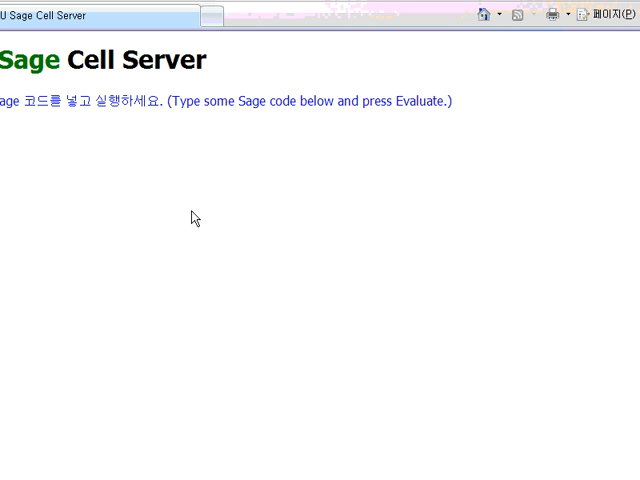 U Sage Cell Server
페이지(P)
Sage Cell Server
age 코드를 넣고 실행하세요. (Type some Sage code below and press Evaluate.)